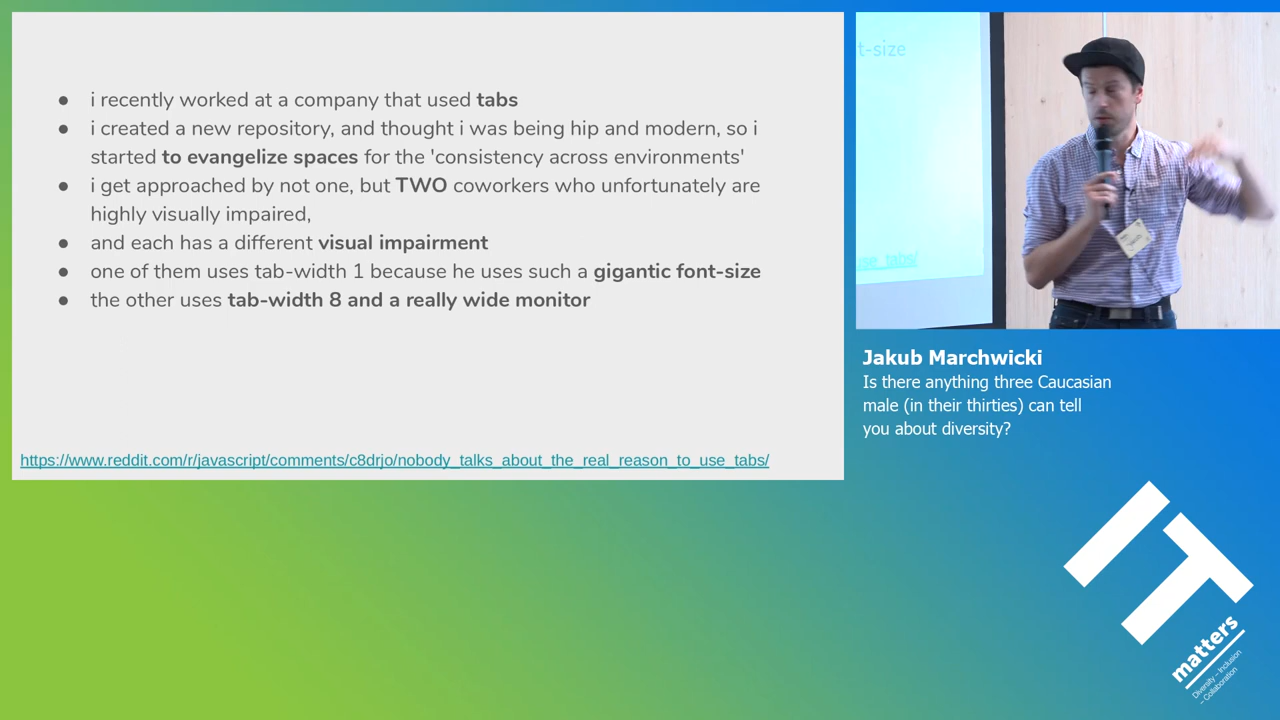 ● i recently worked at a company that used tabs
● i created a new repository, and thought i was being hip and modern, so i
started to evangelize spaces for the 'consistency across environments'
● i get approached by not one, but TWO coworkers who unfortunately are
highly visually impaired,
● and each has a different visual impairment
● one of them uses tab-width 1 because he uses such a gigantic font-size
● the other uses tab-width 8 and a really wide monitor
https://www.reddit.com/r/javascript/comments/c8drjo/nobody_talks_about_the_real_reason_to_use_tabs/
t-size
use_tabs/
Jakub Marchwicki
Is there anything three Caucasian
male (in their thirties) can tell
you about diversity?
IT
matters
Diversity – Inclusion
– Collaboration